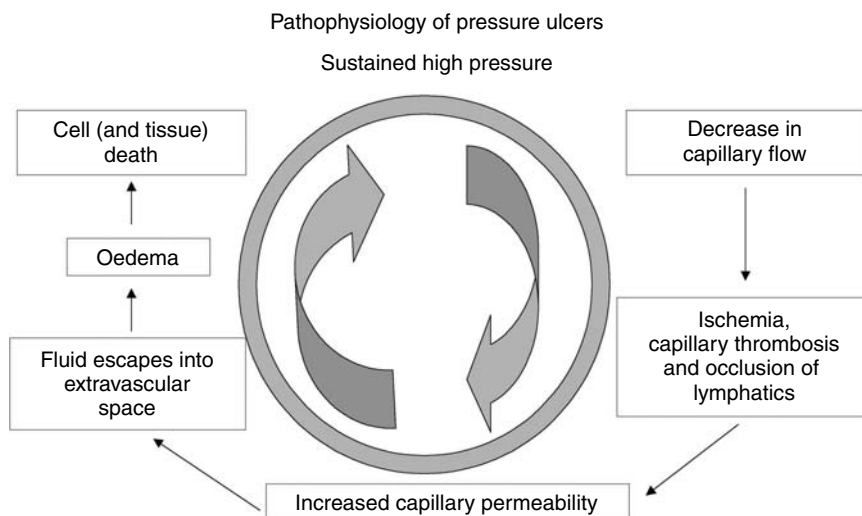 Pathophysiology of pressure ulcers
Sustained high pressure
Cell (and tissue)
death
Decrease in
capillary flow
Oedema
Ischemia,
capillary thrombosis
and occlusion of
lymphatics
Fluid escapes into
extravascular
space
Increased capillary permeability